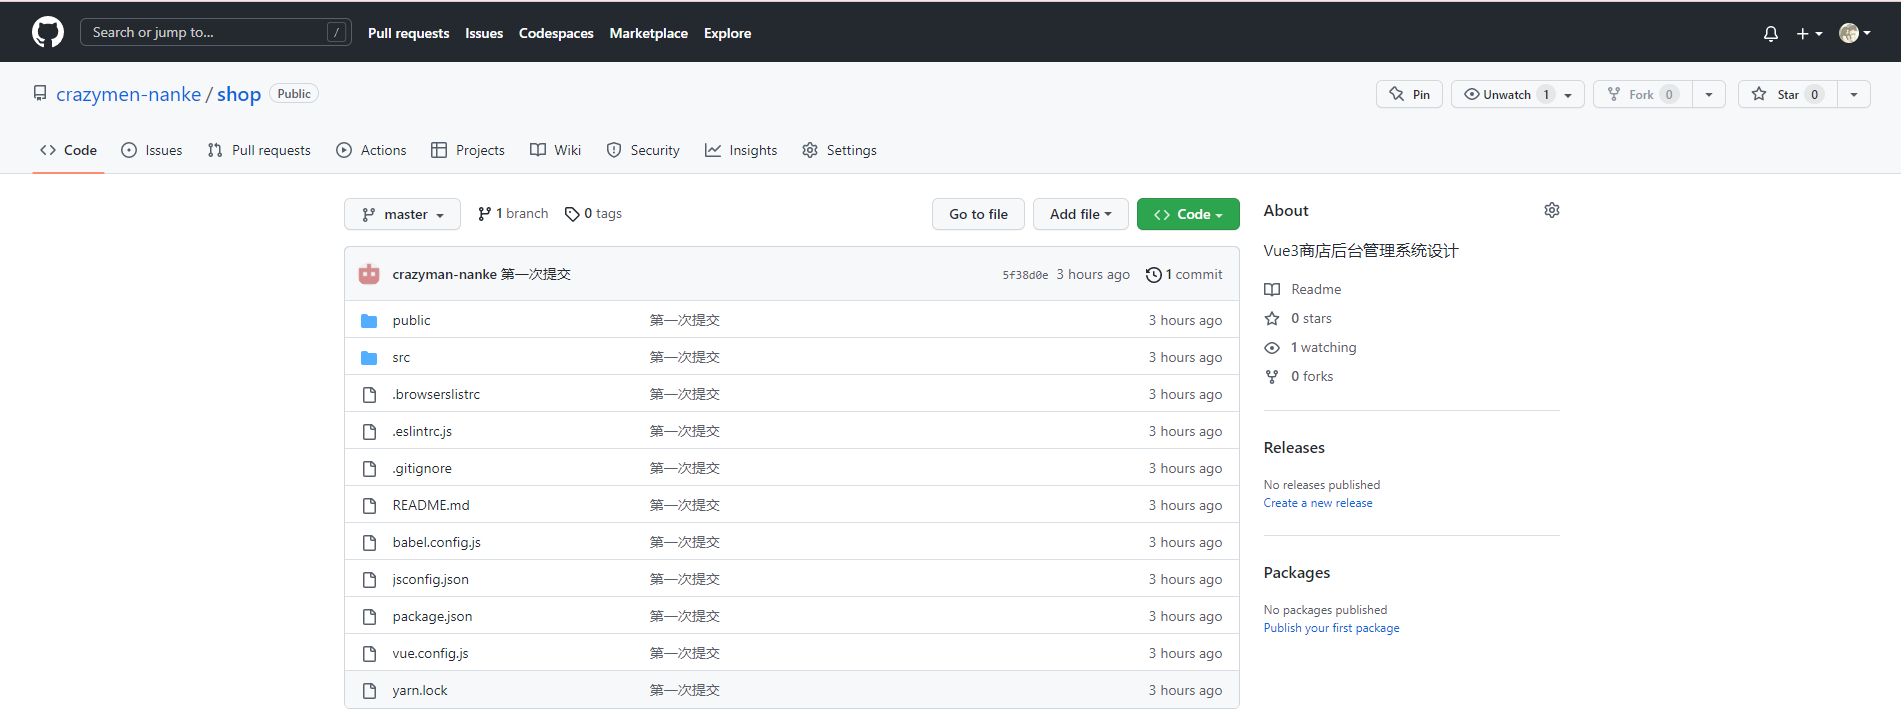 Search or jump to... / Pull requests Issues Codespaces Marketplace Explore
crazymen-nanke / shop Public Pin Unwatch 1 Fork 0 Star 0
Code Issues Pull requests Actions Projects Wiki Security Insights Settings
master 1 branch 0 tags Go to file Add file Code
crazyman-nanke 第一次提交 5f38d0e 3 hours ago 1 commit
public 第一次提交 3 hours ago
src 第一次提交 3 hours ago
.browserslistrc 第一次提交 3 hours ago
.eslintrc.js 第一次提交 3 hours ago
.gitignore 第一次提交 3 hours ago
README.md 第一次提交 3 hours ago
babel.config.js 第一次提交 3 hours ago
jsconfig.json 第一次提交 3 hours ago
package.json 第一次提交 3 hours ago
vue.config.js 第一次提交 3 hours ago
yarn.lock 第一次提交 3 hours ago
About
Vue3商店后台管理系统设计
Readme
0 stars
1 watching
0 forks
Releases
No releases published
Create a new release
Packages
No packages published
Publish your first package